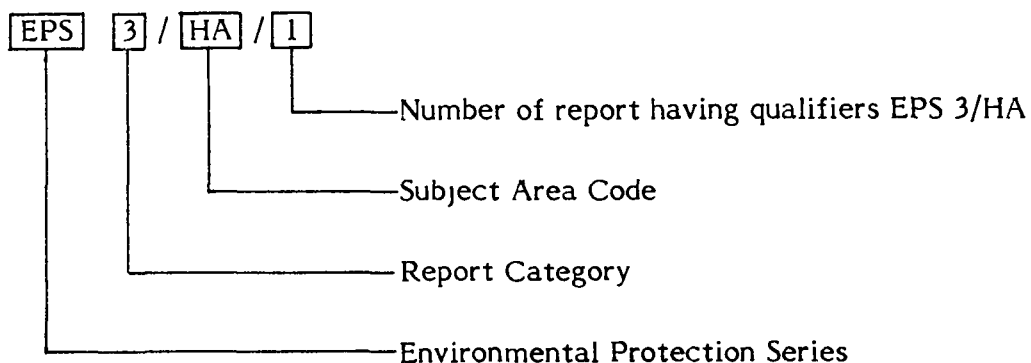 EPS 3 / HA / 1
Number of report having qualifiers EPS 3/HA
Subject Area Code
Report Category
Environmental Protection Series